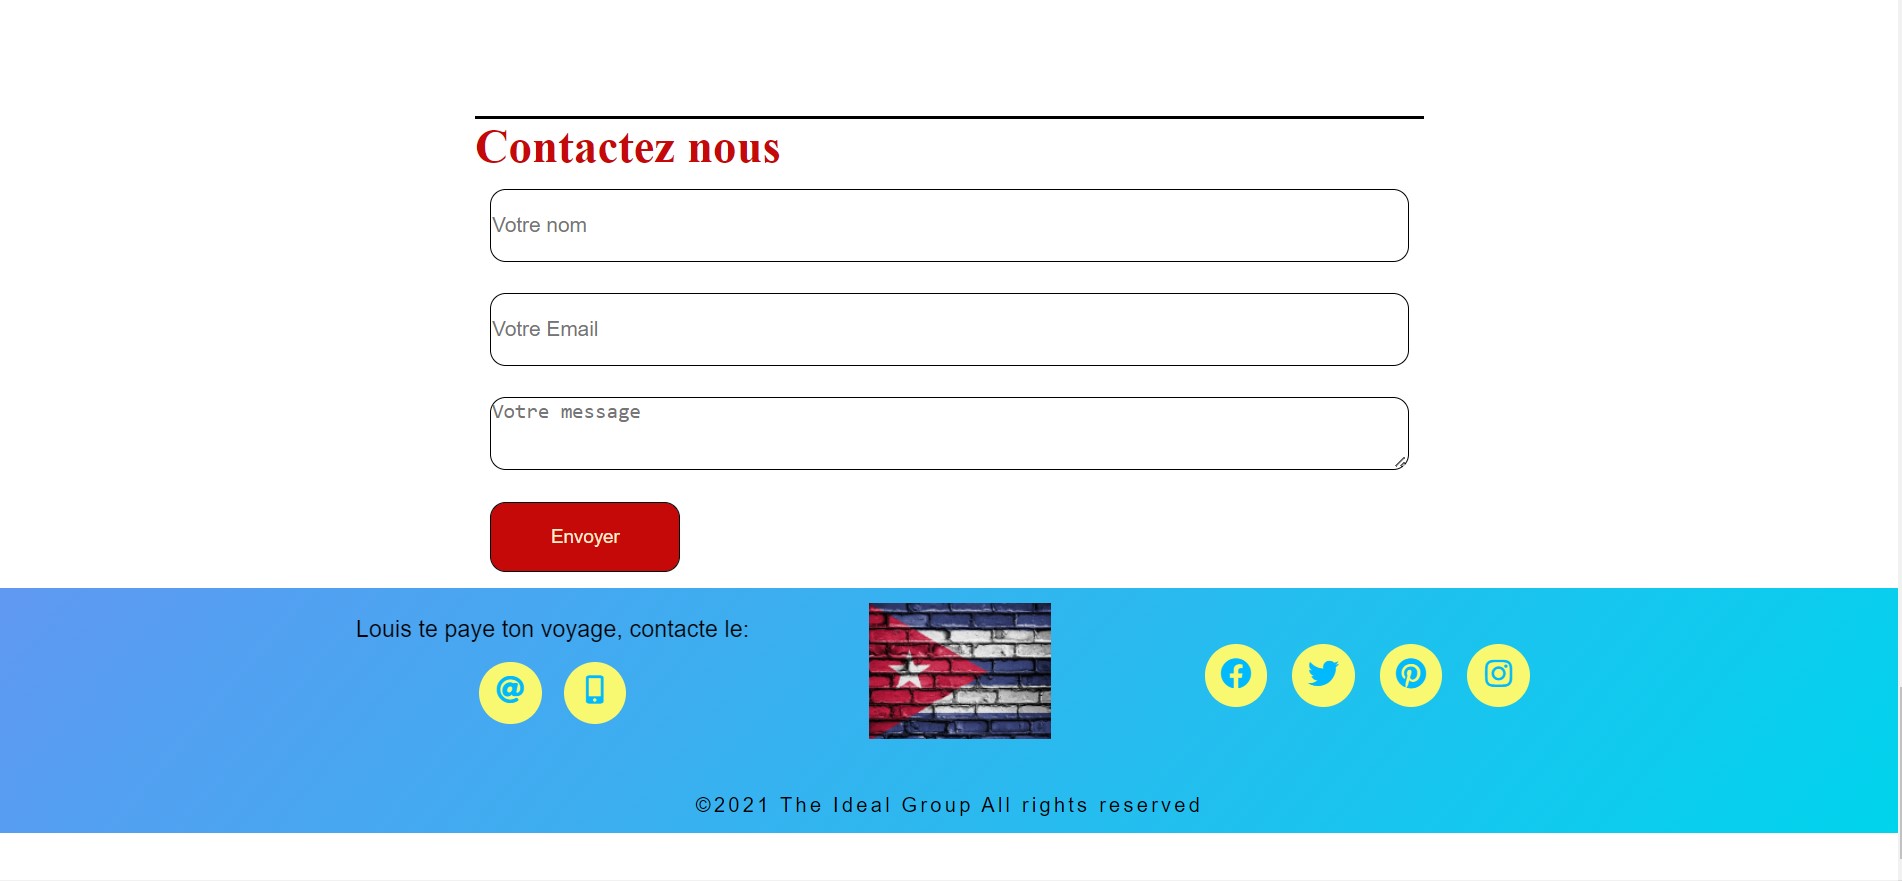 Contactez nous
Votre nom
Votre Email
Votre message
Envoyer
Louis te paye ton voyage, contacte le:
©2021 The Ideal Group All rights reserved